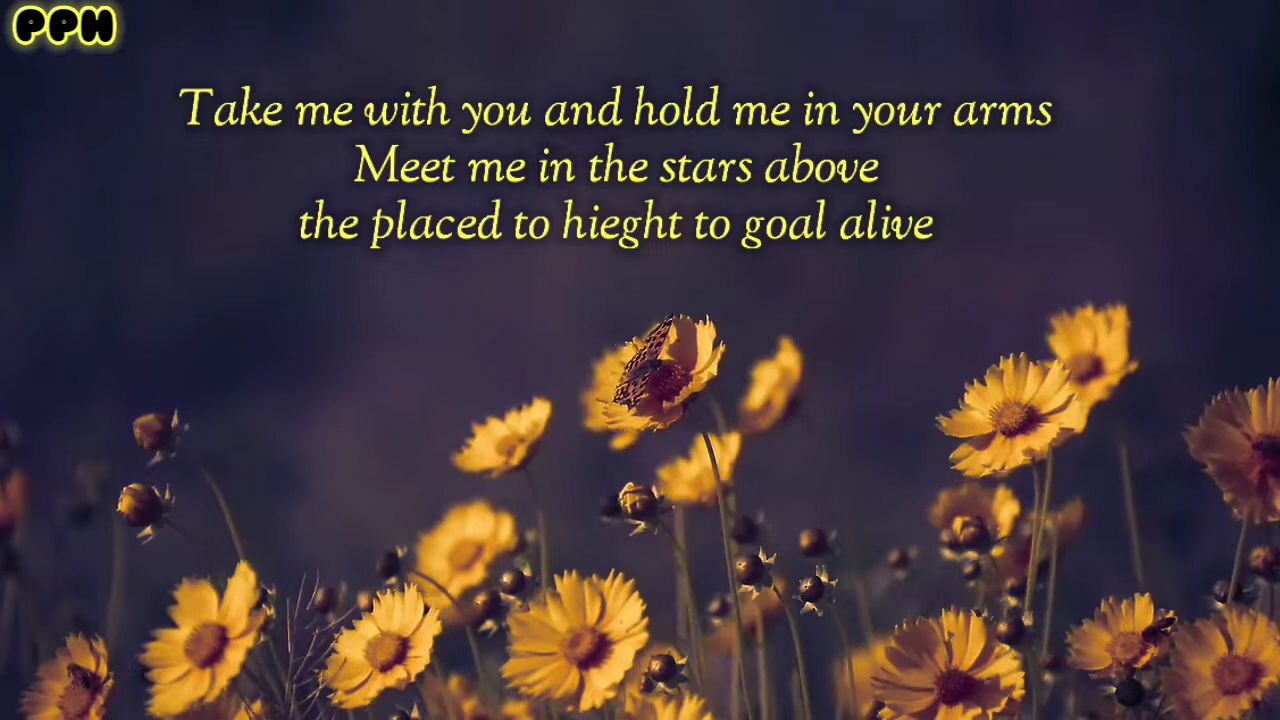 PPH
Take me with you and hold me in your arms
Meet me in the stars above
the placed to hieght to goal alive